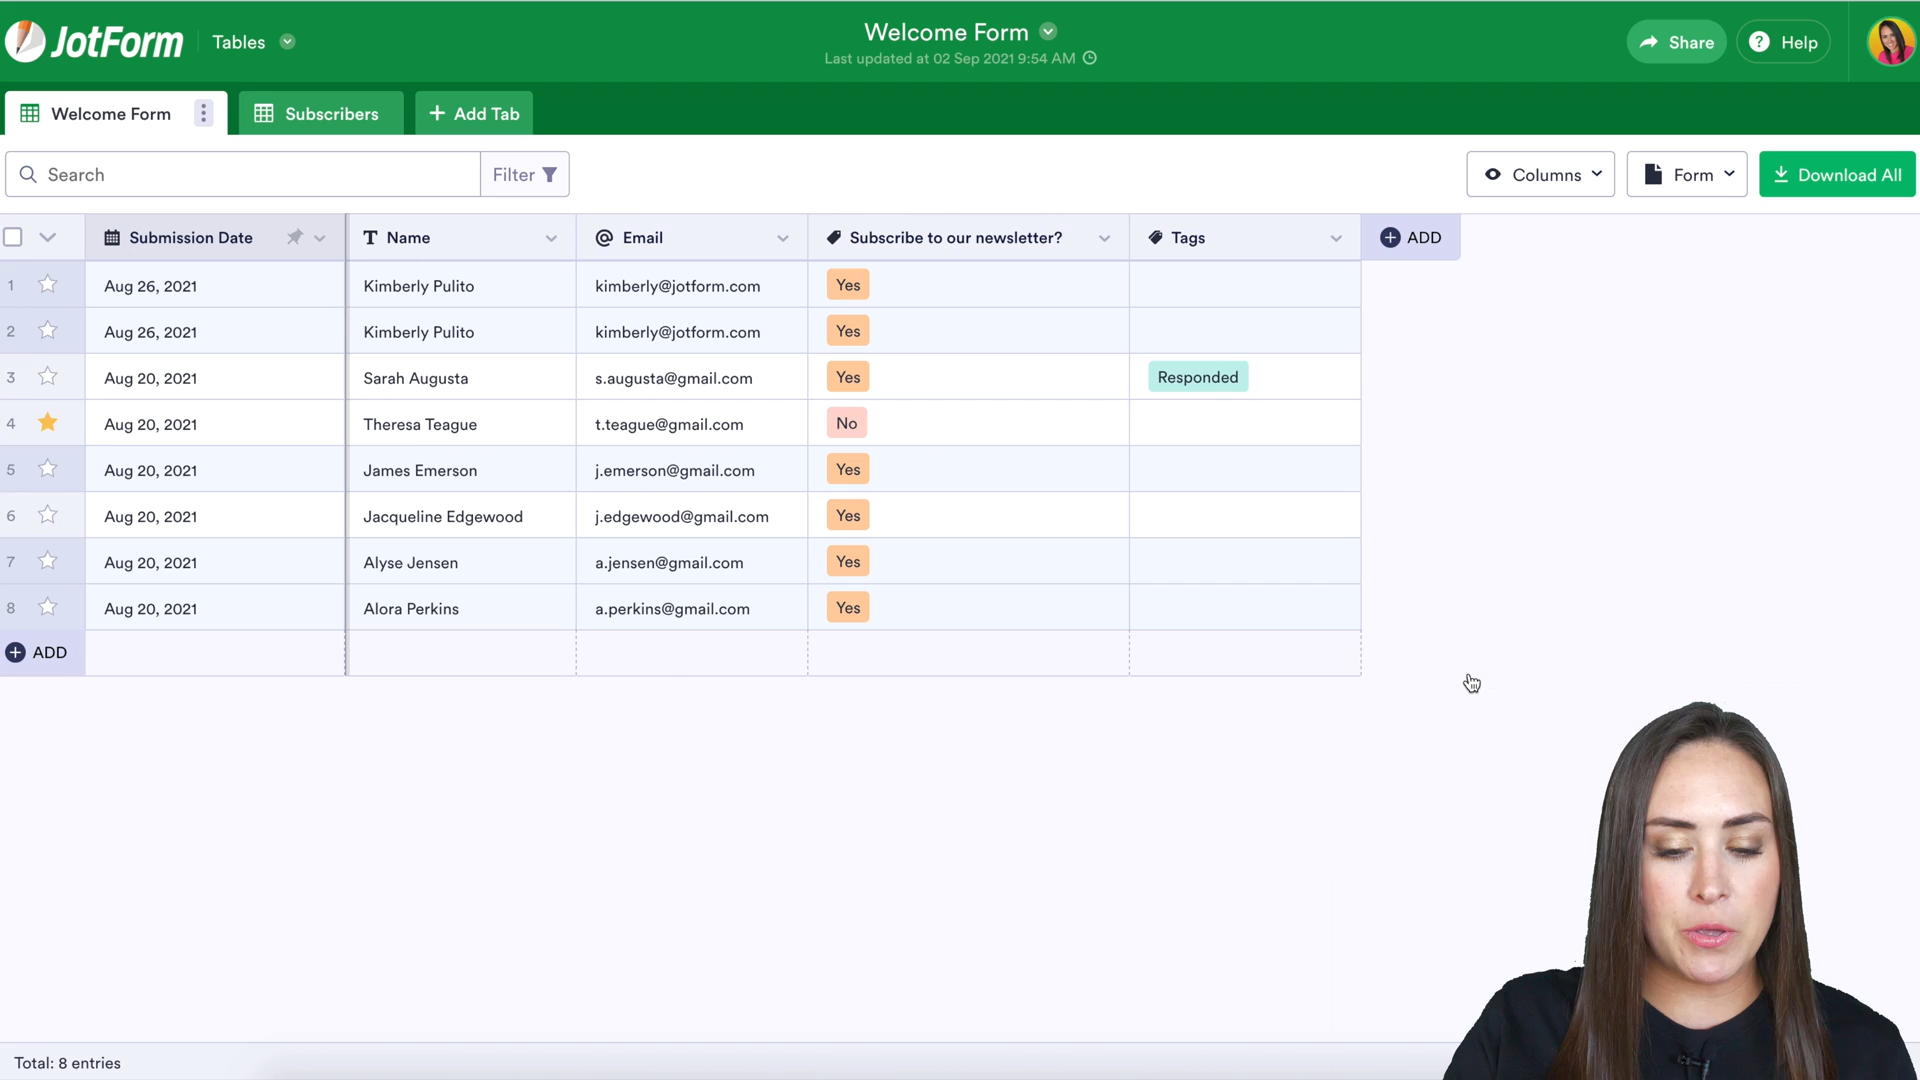 JotForm
Tables
Welcome Form
Last updated at 02 Sep 2021 9:54 AM
Share
? Help
Welcome Form
Subscribers
+ Add Tab
Search
Filter
Columns
Form
Download All
Submission Date
T Name
@ Email
Subscribe to our newsletter?
Tags
+ ADD
1 Aug 26, 2021 Kimberly Pulito kimberly@jotform.com Yes
2 Aug 26, 2021 Kimberly Pulito kimberly@jotform.com Yes
3 Aug 20, 2021 Sarah Augusta s.augusta@gmail.com Yes Responded
4 Aug 20, 2021 Theresa Teague t.teague@gmail.com No
5 Aug 20, 2021 James Emerson j.emerson@gmail.com Yes
6 Aug 20, 2021 Jacqueline Edgewood j.edgewood@gmail.com Yes
7 Aug 20, 2021 Alyse Jensen a.jensen@gmail.com Yes
8 Aug 20, 2021 Alora Perkins a.perkins@gmail.com Yes
+ ADD
Total: 8 entries